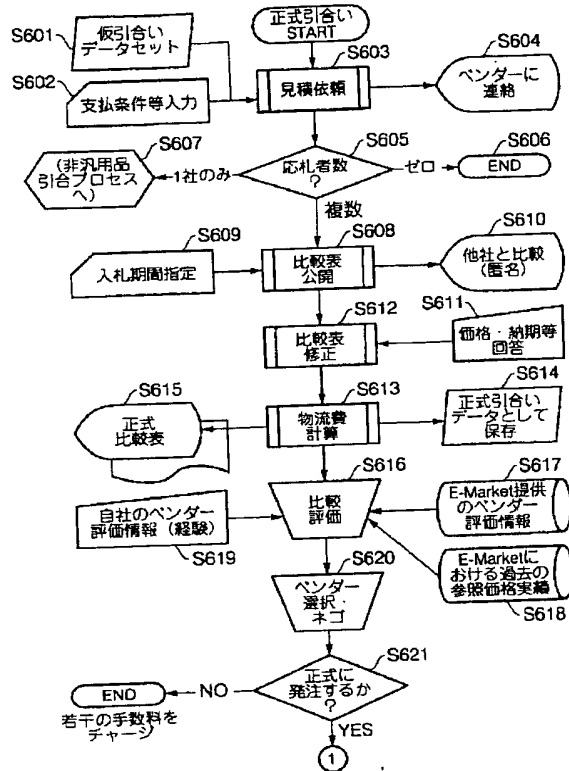 正式引合い
START
S601
仮引合い
データセット
S602
支払条件等入力
S603
見積依頼
S604
ベンダーに
連絡
S605
応札者数
?
ゼロ
S606
END
1社のみ
S607
(非汎用品
引合プロセス
へ)
複数
S609
入札期間指定
S608
比較表
公開
S610
他社と比較
(匿名)
S612
比較表
修正
S611
価格・納期等
回答
S615
正式
比較表
S613
物流費
計算
S614
正式引合い
データとして
保存
S616
比較
評価
自社のベンダー
評価情報(経験)
S619
S617
E-Market提供
のベンダー
評価情報
E-Marketに
おける過去の
参照価格実績
S618
S620
ベンダー
選択・
ネゴ
S621
正式に
発注するか
?
NO
END
若干の手数料を
チャージ
YES
1